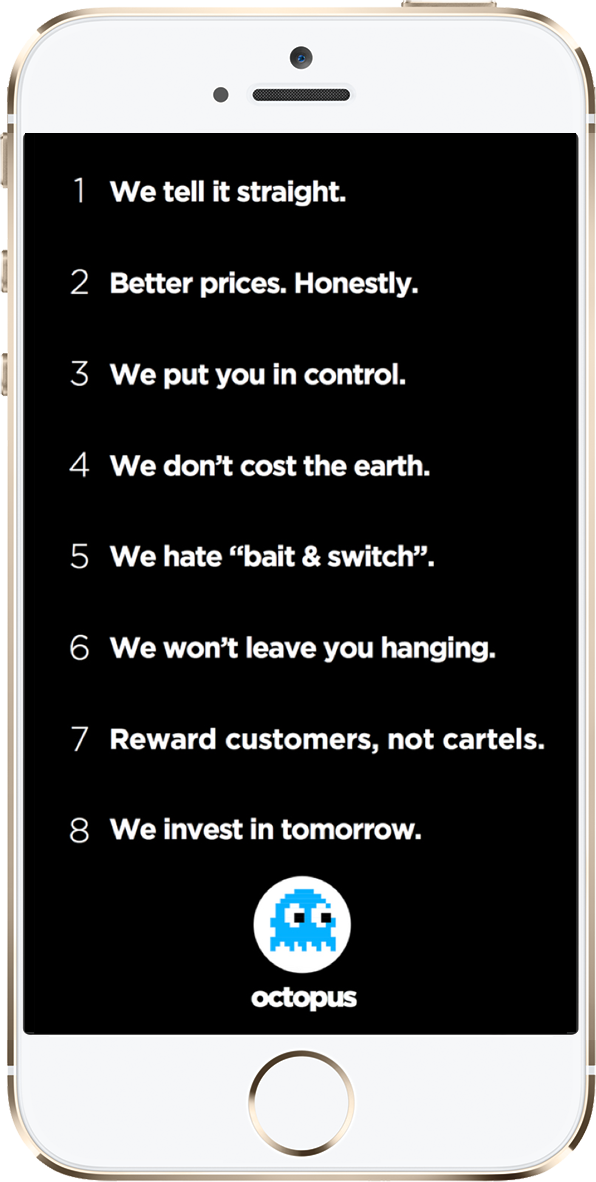 1 We tell it straight.
2 Better prices. Honestly.
3 We put you in control.
4 We don’t cost the earth.
5 We hate “bait & switch”.
6 We won’t leave you hanging.
7 Reward customers, not cartels.
8 We invest in tomorrow.
octopus